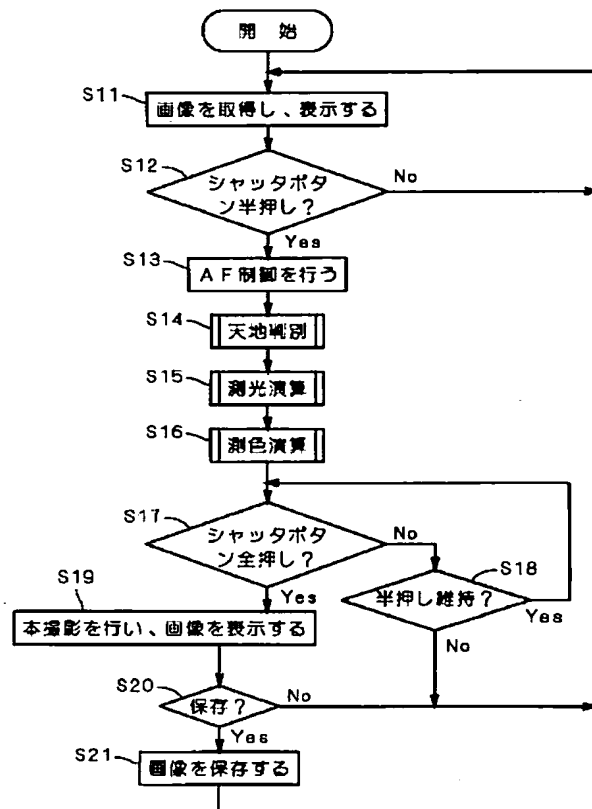 開始
S11
画像を取得し、表示する
S12
シャッタボタ
ン半押し？
No
Yes
S13
AF制御を行う
S14
天地判別
S15
測光演算
S16
測色演算
S17
シャッタボタ
ン全押し？
No
S18
半押し維持？
Yes
Yes
No
S19
本撮影を行い、画像を表示する
S20
保存？
No
Yes
S21
画像を保存する